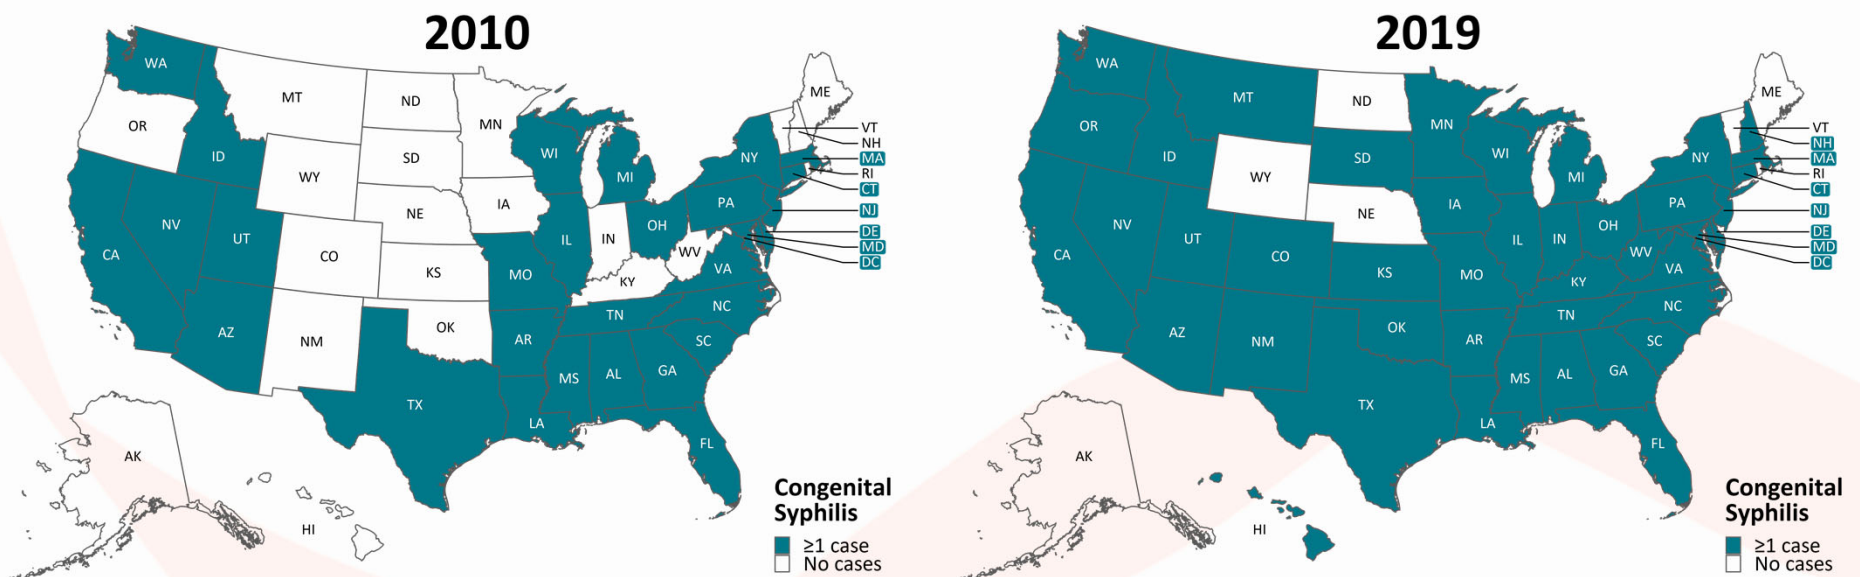 2010
WA
MT
ND
MN
ME
OR
ID
SD
WI
MI
NY
VT
NH
MA
RI
CT
WY
NE
IA
PA
NJ
NV
UT
CO
IL
IN
OH
WV
DE
MD
DC
CA
KS
MO
KY
VA
AZ
NM
OK
AR
TN
NC
SC
TX
LA
MS
AL
GA
FL
AK
HI
Congenital
Syphilis
≥1 case
No cases
2019
WA
MT
ND
MN
ME
OR
ID
SD
WI
MI
NY
VT
NH
MA
RI
CT
WY
NE
IA
PA
NJ
NV
UT
CO
IL
IN
OH
WV
DE
MD
DC
CA
KS
MO
KY
VA
AZ
NM
OK
AR
TN
NC
SC
TX
LA
MS
AL
GA
FL
AK
HI
Congenital
Syphilis
≥1 case
No cases